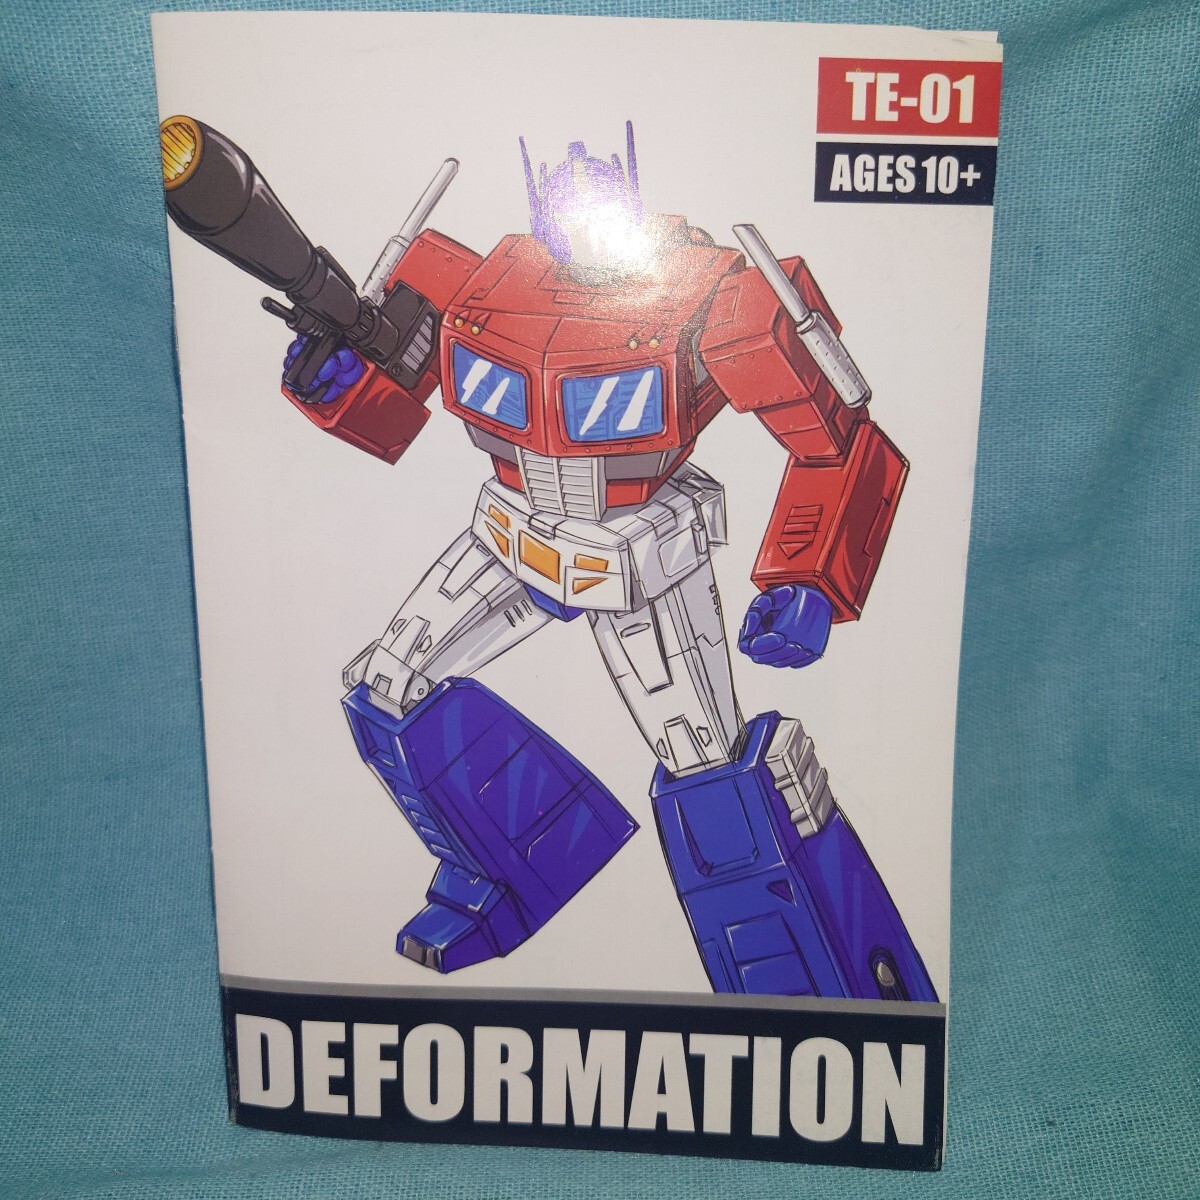 TE-01
AGES 10+
DEFORMATION